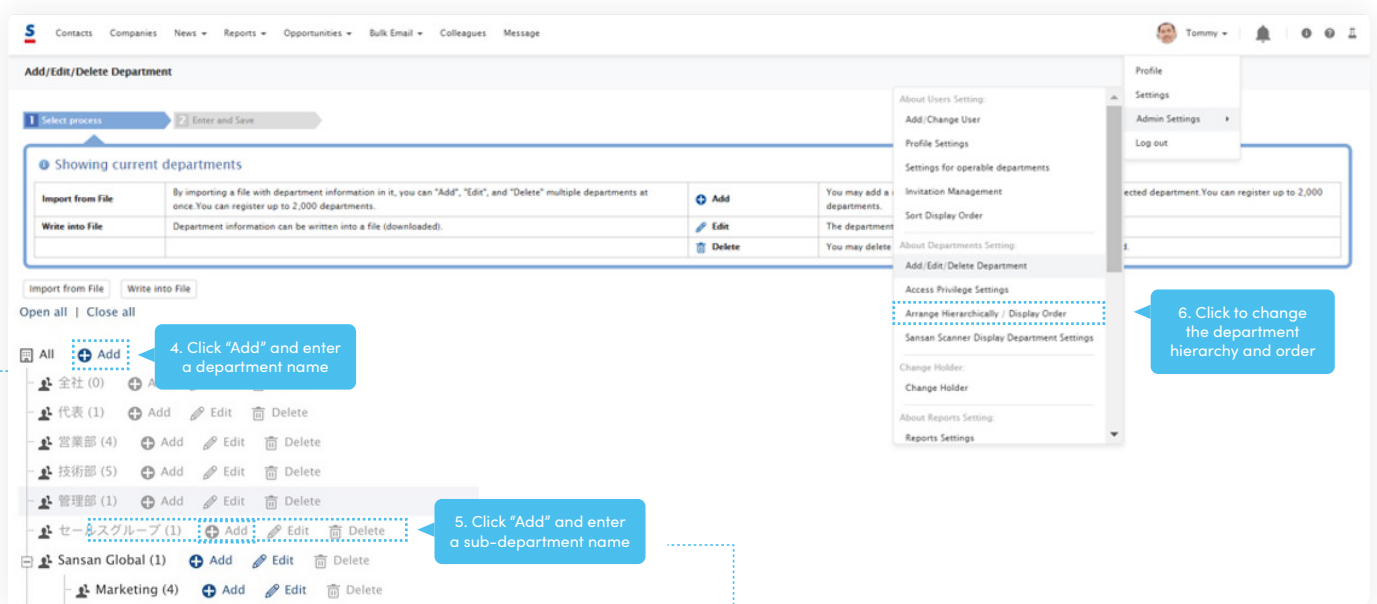 S Contacts Companies News Reports Opportunities Bulk Email Colleagues Message Tommy
Add/Edit/Delete Department
Profile
Settings
Admin Settings
Log out
1 Select process
2 Enter and Save
Showing current departments
Import from File
By importing a file with department information in it, you can "Add", "Edit", and "Delete" multiple departments at
once.You can register up to 2,000 departments.
Add
You may add a
ected department.You can register up to 2,000
departments.
Write into File
Department information can be written into a file (downloaded).
Edit
The department
Delete
You may delete
About Users Setting:
Add/Change User
Profile Settings
Settings for operable departments
Invitation Management
Sort Display Order
About Departments Setting:
Add/Edit/Delete Department
Access Privilege Settings
Arrange Hierarchically / Display Order
Sansan Scanner Display Department Settings
Change Holder:
Change Holder
About Reports Setting:
Reports Settings
6. Click to change
the department
hierarchy and order
Import from File Write into File
Open all | Close all
All Add
4. Click "Add" and enter
a department name
全社 (0)
代表 (1) Add Edit Delete
営業部 (4) Add Edit Delete
技術部 (5) Add Edit Delete
管理部 (1) Add Edit Delete
セールスグループ (1) Add Edit Delete
5. Click "Add" and enter
a sub-department name
Sansan Global (1) Add Edit Delete
Marketing (4) Add Edit Delete